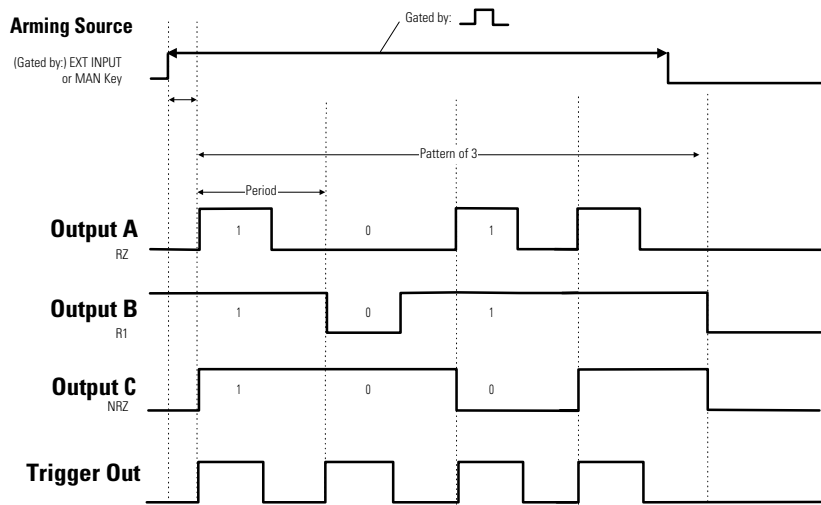 Arming Source
Gated by:
(Gated by:) EXT INPUT
or MAN Key
Pattern of 3
Period
Output A
RZ
1 0 1
Output B
R1
1 0 1
Output C
NRZ
1 0 0
Trigger Out